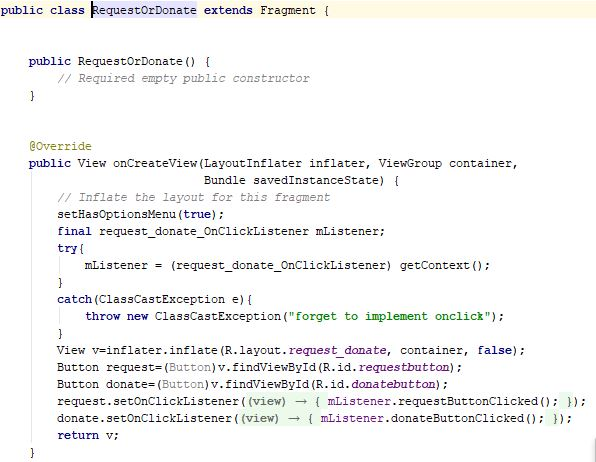 public class RequestOrDonate extends Fragment {
public RequestOrDonate() {
// Required empty public constructor
}
@Override
public View onCreateView(LayoutInflater inflater, ViewGroup container,
Bundle savedInstanceState) {
// Inflate the layout for this fragment
setHasOptionsMenu(true);
final request_donate_OnClickListener mListener;
try{
mListener = (request_donate_OnClickListener) getContext();
}
catch(ClassCastException e){
throw new ClassCastException("forget to implement onclick");
}
View v=inflater.inflate(R.layout.request_donate, container, false);
Button request=(Button)v.findViewById(R.id.requestbutton);
Button donate=(Button)v.findViewById(R.id.donatebutton);
request.setOnClickListener((view) → { mListener.requestButtonClicked(); });
donate.setOnClickListener((view) → { mListener.donateButtonClicked(); });
return v;
}